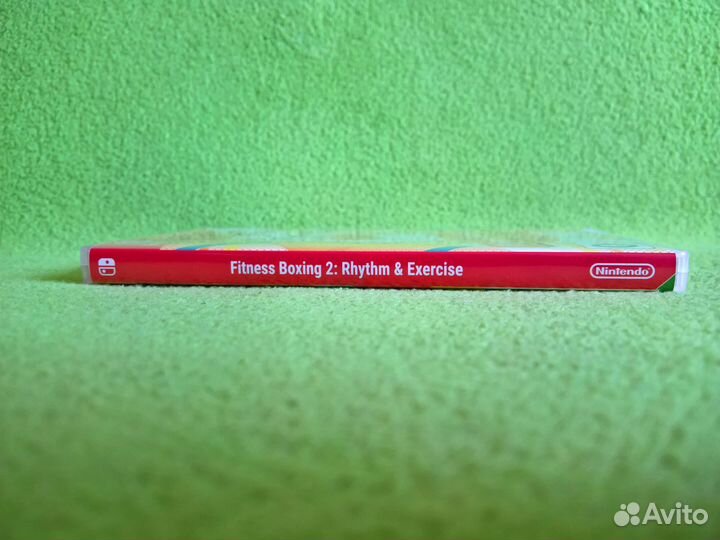 Fitness Boxing 2: Rhythm & Exercise
Nintendo
Avito